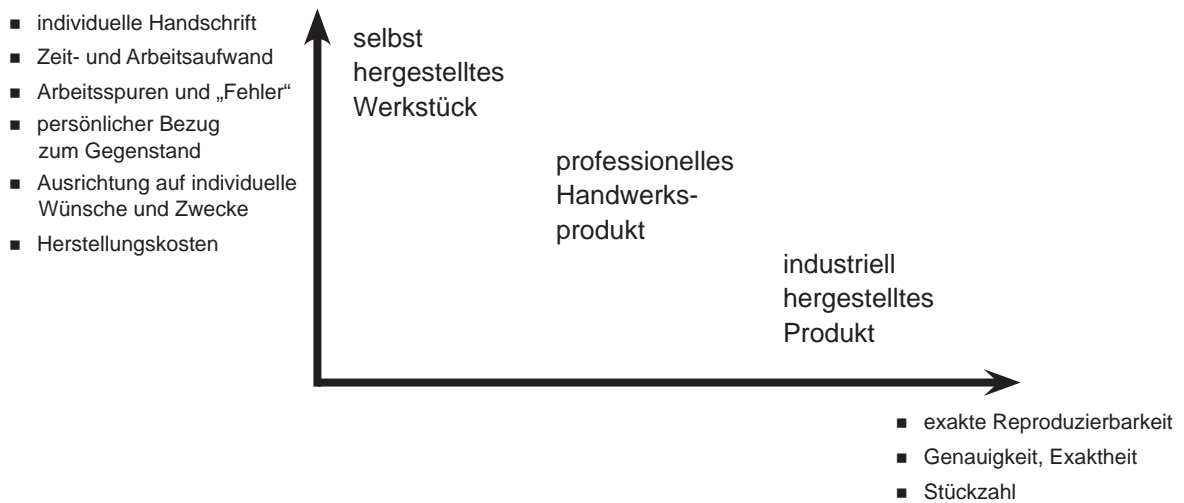 ■ individuelle Handschrift
■ Zeit- und Arbeitsaufwand
■ Arbeitsspuren und „Fehler“
■ persönlicher Bezug
zum Gegenstand
■ Ausrichtung auf individuelle
Wünsche und Zwecke
■ Herstellungskosten
selbst
hergestelltes
Werkstück
professionelles
Handwerks-
produkt
industriell
hergestelltes
Produkt
■ exakte Reproduzierbarkeit
■ Genauigkeit, Exaktheit
■ Stückzahl